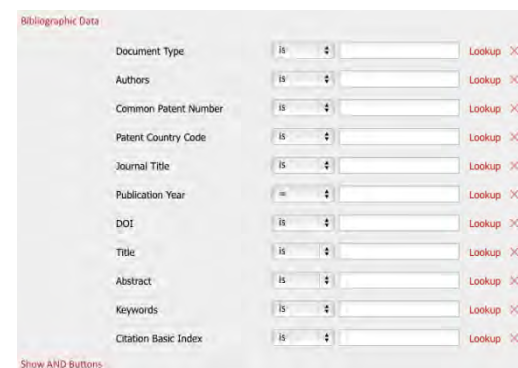 Bibliographic Data
Document Type is Lookup X
Authors is Lookup X
Common Patent Number is Lookup X
Patent Country Code is Lookup X
Journal Title is Lookup X
Publication Year = Lookup X
DOI is Lookup X
Title is Lookup X
Abstract is Lookup X
Keywords is Lookup X
Citation Basic Index is Lookup X
Show AND Buttons